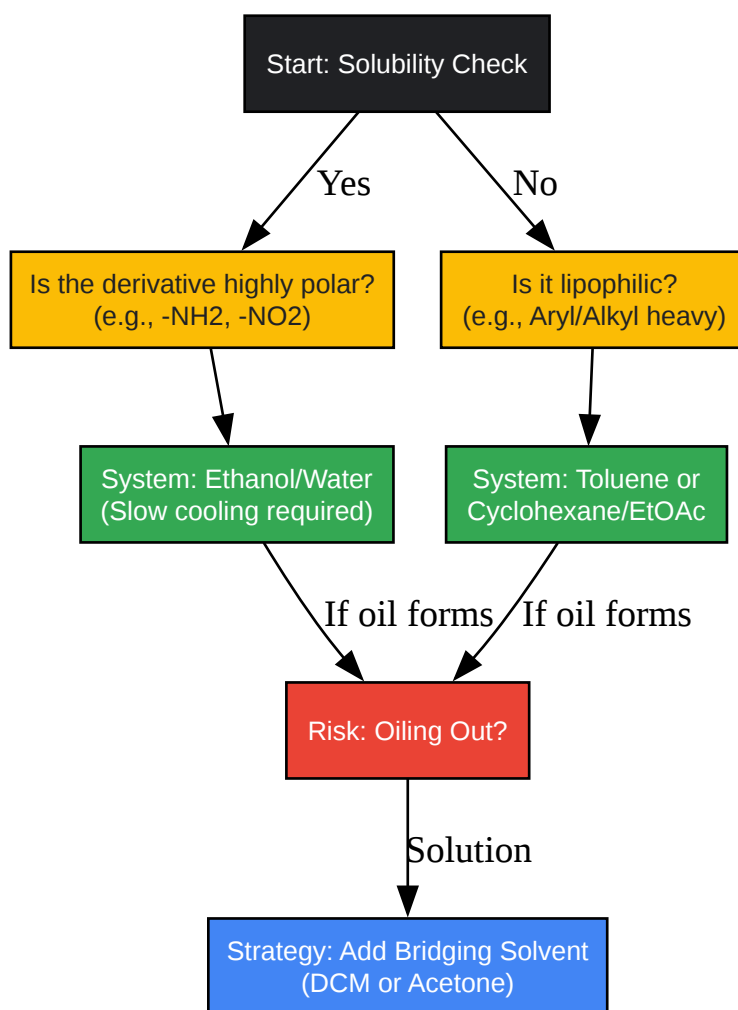 Start: Solubility Check
Yes
No
Is the derivative highly polar?
(e.g., -NH2, -NO2)
Is it lipophilic?
(e.g., Aryl/Alkyl heavy)
System: Ethanol/Water
(Slow cooling required)
System: Toluene or
Cyclohexane/EtOAc
If oil forms
If oil forms
Risk: Oiling Out?
Solution
Strategy: Add Bridging Solvent
(DCM or Acetone)